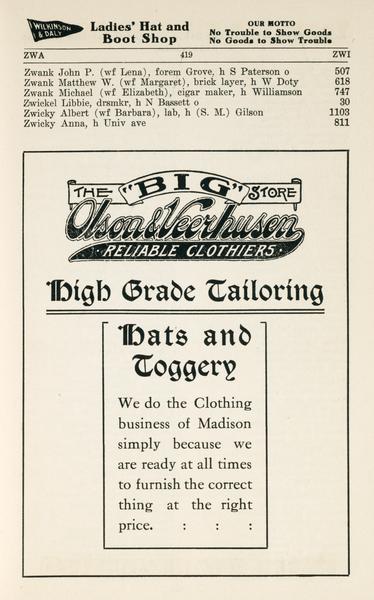 WILKINSON & DALY
Ladies' Hat and
Boot Shop
OUR MOTTO
No Trouble to Show Goods
No Goods to Show Trouble
ZWA 419 ZWI
Zwank John P. (wf Lena), forem Grove, h S Paterson o 507
Zwank Matthew W. (wf Margaret), brick layer, h W Doty 618
Zwank Michael (wf Elizabeth), cigar maker, h Williamson 747
Zwickel Libbie, drsmkr, h N Bassett o 30
Zwicky Albert (wf Barbara), lab, h (S. M.) Gilson 1103
Zwicky Anna, h Univ ave 811
THE "BIG" STORE
Olson & Veerhusen
RELIABLE CLOTHIERS
High Grade Tailoring
Hats and
Toggery
We do the Clothing
business of Madison
simply because we
are ready at all times
to furnish the correct
thing at the right
price. : : :